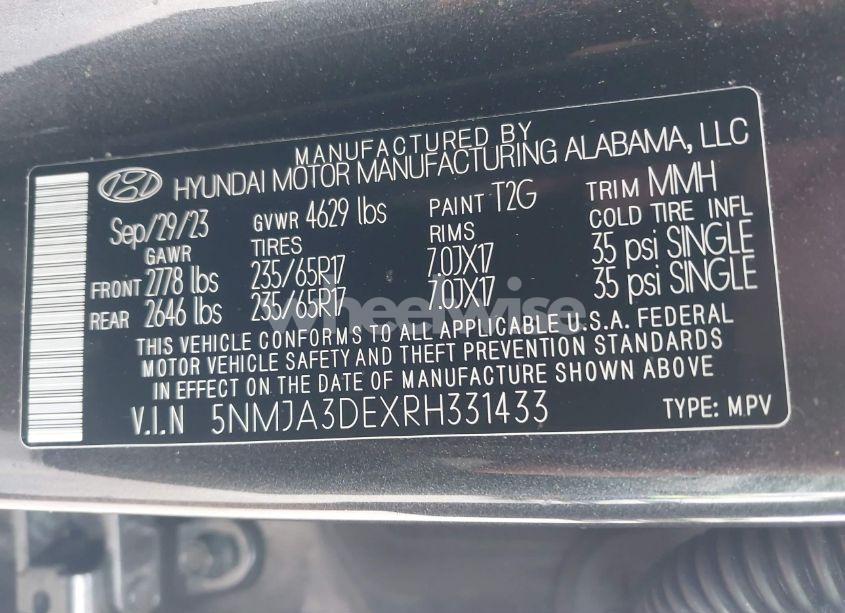 MANUFACTURED BY
HYUNDAI MOTOR MANUFACTURING ALABAMA, LLC
Sep/29/23 GVWR 4629 lbs PAINT T2G TRIM MMH
GAWR TIRES RIMS COLD TIRE INFL
FRONT 2778 lbs 235/65R17 7.0JX17 35 psi SINGLE
REAR 2646 lbs 235/65R17 7.0JX17 35 psi SINGLE
wheelwise
THIS VEHICLE CONFORMS TO ALL APPLICABLE U.S.A. FEDERAL
MOTOR VEHICLE SAFETY AND THEFT PREVENTION STANDARDS
IN EFFECT ON THE DATE OF MANUFACTURE SHOWN ABOVE
V.I.N 5NMJA3DEXRH331433 TYPE: M.P.V